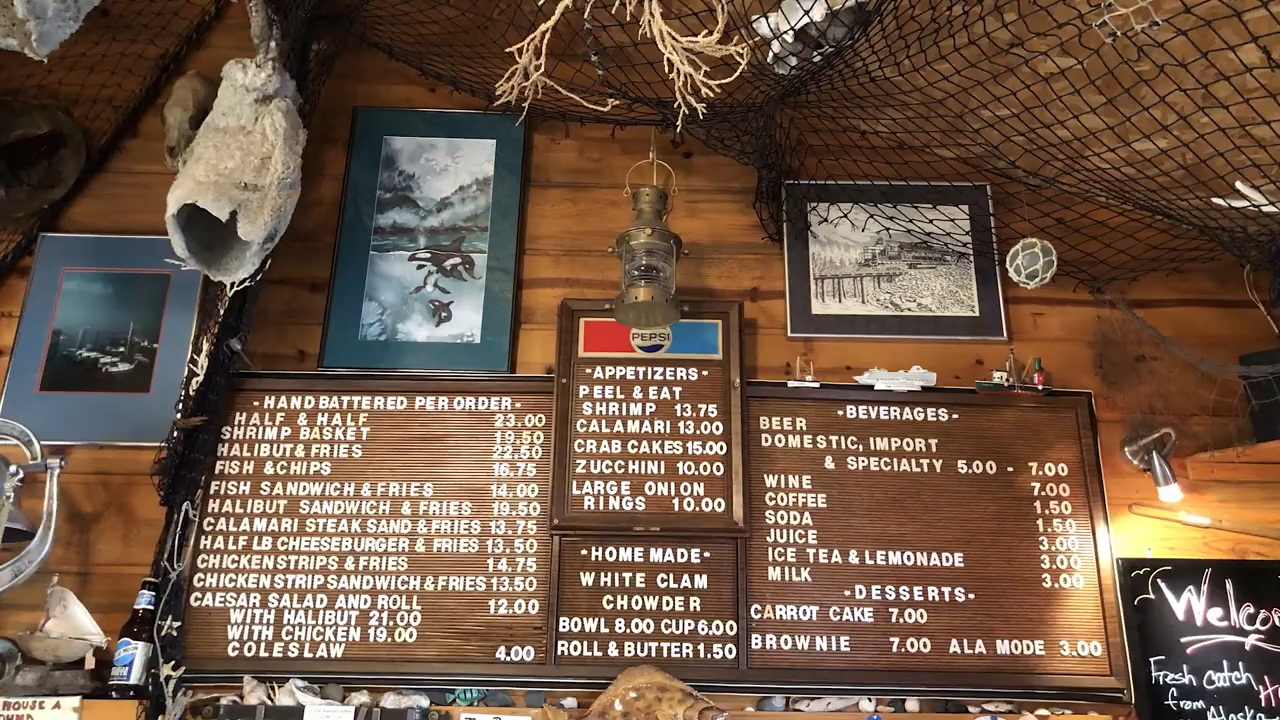 -HAND BATTERED PER ORDER-
HALF & HALF 23.00
SHRIMP BASKET 19.50
HALIBUT & FRIES 22.50
FISH & CHIPS 16.75
FISH SANDWICH & FRIES 14.00
HALIBUT SANDWICH & FRIES 19.50
CALAMARI STEAK SAND & FRIES 13.75
HALF LB CHEESEBURGER & FRIES 13.50
CHICKEN STRIPS & FRIES 14.75
CHICKEN STRIP SANDWICH & FRIES 13.50
CAESAR SALAD AND ROLL 12.00
WITH HALIBUT 21.00
WITH CHICKEN 19.00
COLESLAW 4.00
PEPSI
-APPETIZERS-
PEEL & EAT
SHRIMP 13.75
CALAMARI 13.00
CRAB CAKES 15.00
ZUCCHINI 10.00
LARGE ONION
RINGS 10.00
-HOME MADE-
WHITE CLAM
CHOWDER
BOWL 8.00 CUP 6.00
ROLL & BUTTER 1.50
-BEVERAGES-
BEER
DOMESTIC, IMPORT
& SPECIALTY 5.00 - 7.00
WINE 7.00
COFFEE 1.50
SODA 1.50
JUICE 3.00
ICE TEA & LEMONADE 3.00
MILK 3.00
-DESSERTS-
CARROT CAKE 7.00
BROWNIE 7.00 ALA MODE 3.00
Welco
Fresh catch
from
HOUSE A